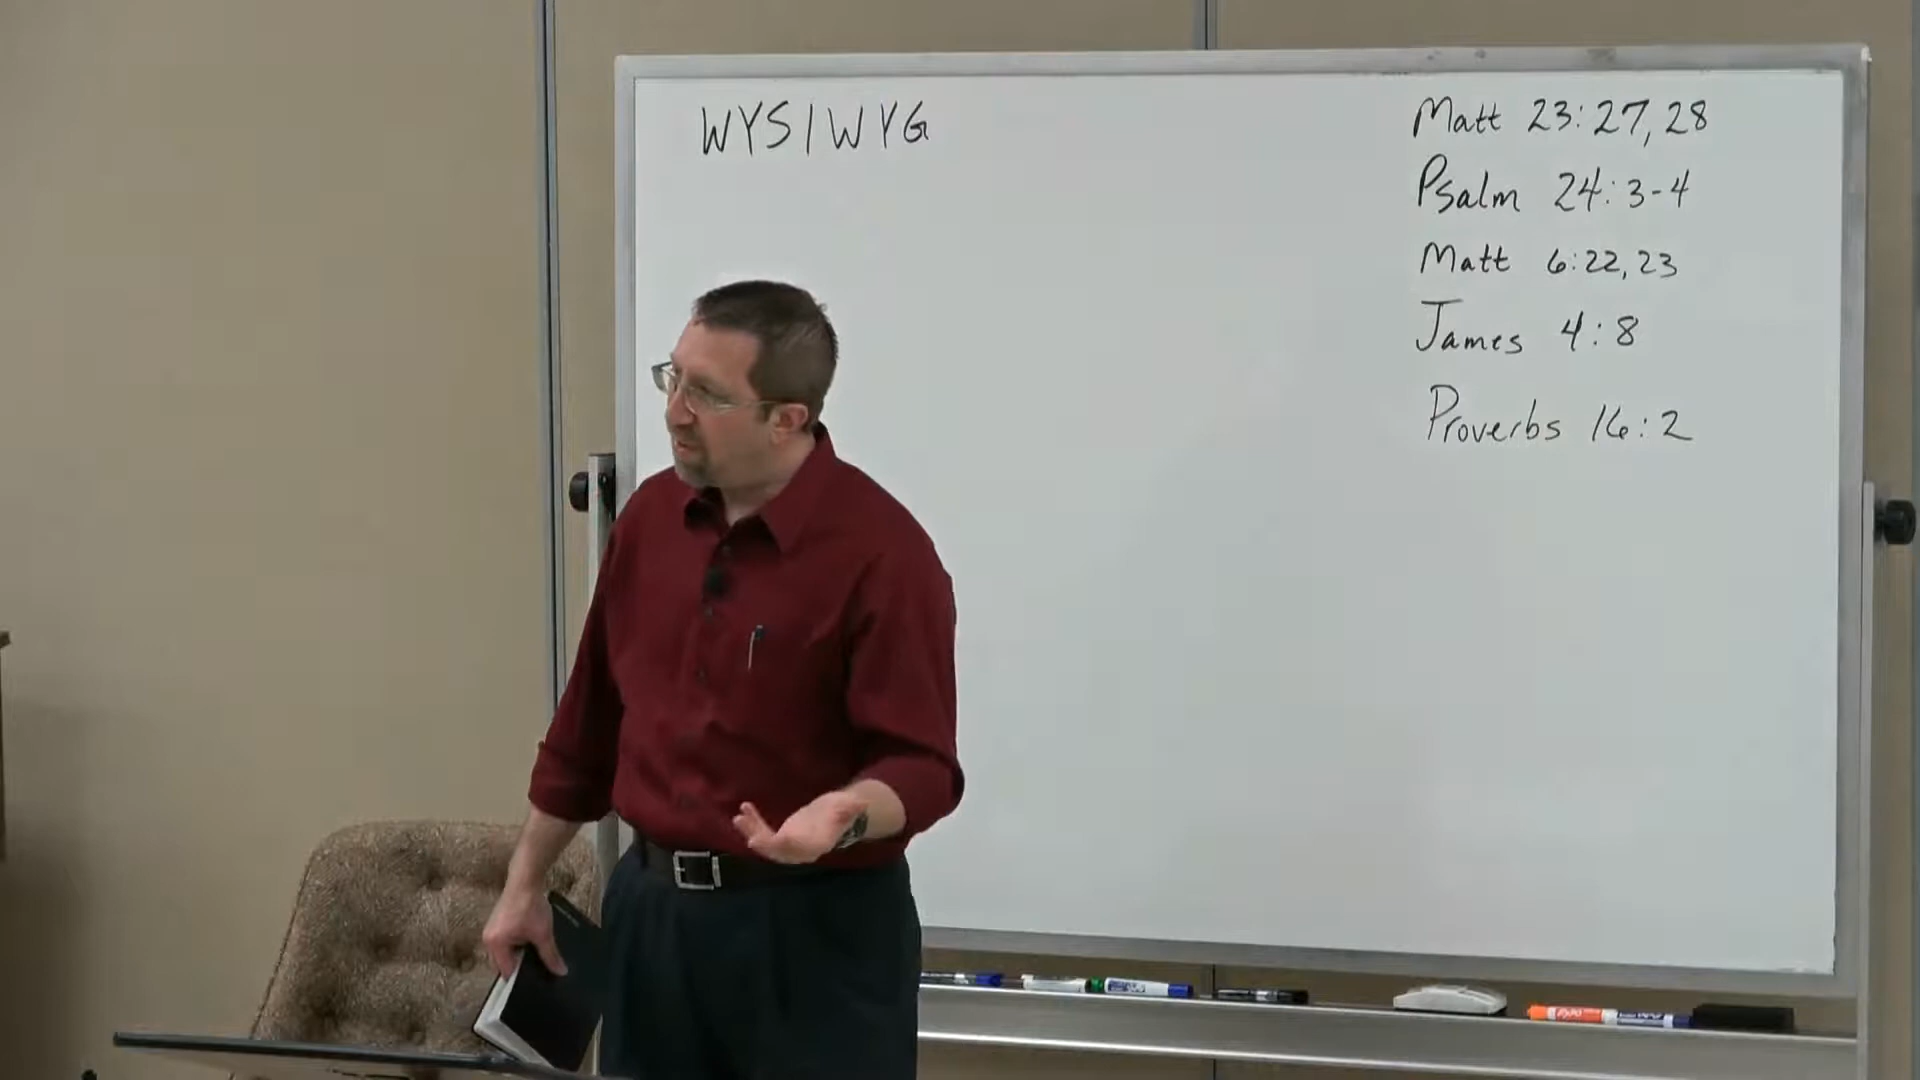 WYSIWYG
Matt 23:27,28
Psalm 24:3-4
Matt 6:22,23
James 4:8
Proverbs 16:2